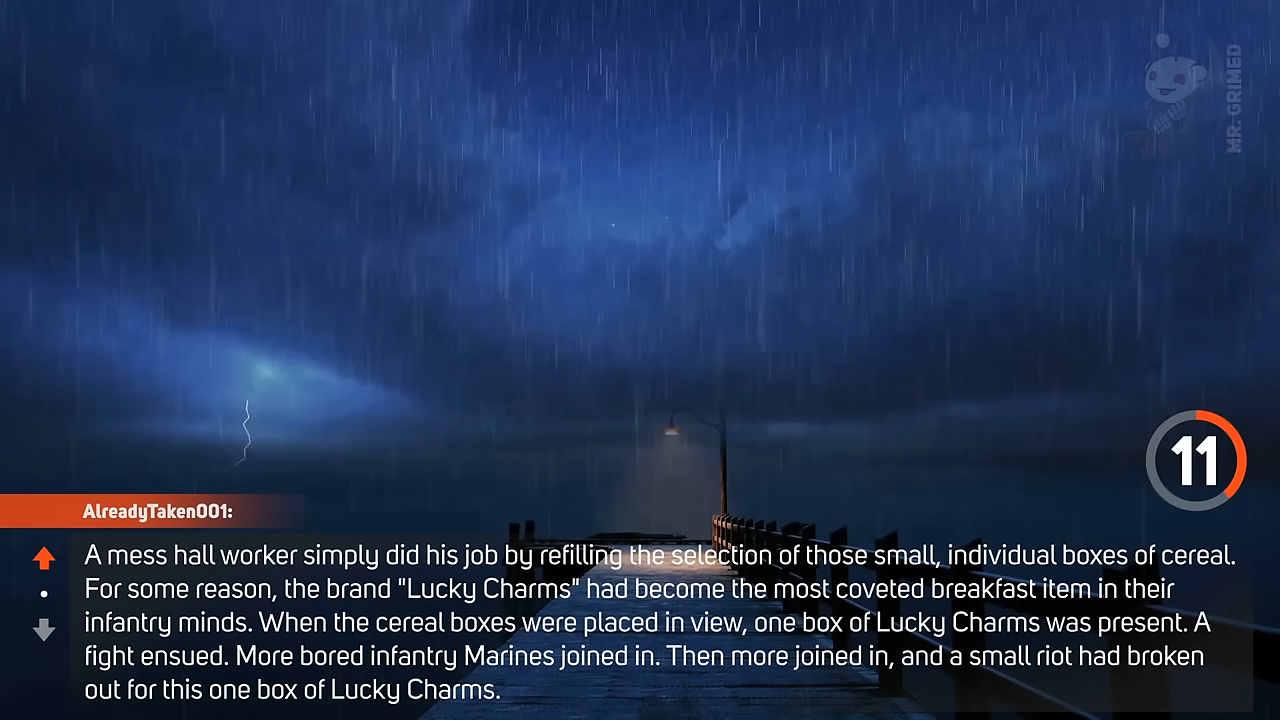 MR. GRIMED
11
AlreadyTaken001:
A mess hall worker simply did his job by refilling the selection of those small, individual boxes of cereal.
For some reason, the brand "Lucky Charms" had become the most coveted breakfast item in their
infantry minds. When the cereal boxes were placed in view, one box of Lucky Charms was present. A
fight ensued. More bored infantry Marines joined in. Then more joined in, and a small riot had broken
out for this one box of Lucky Charms.